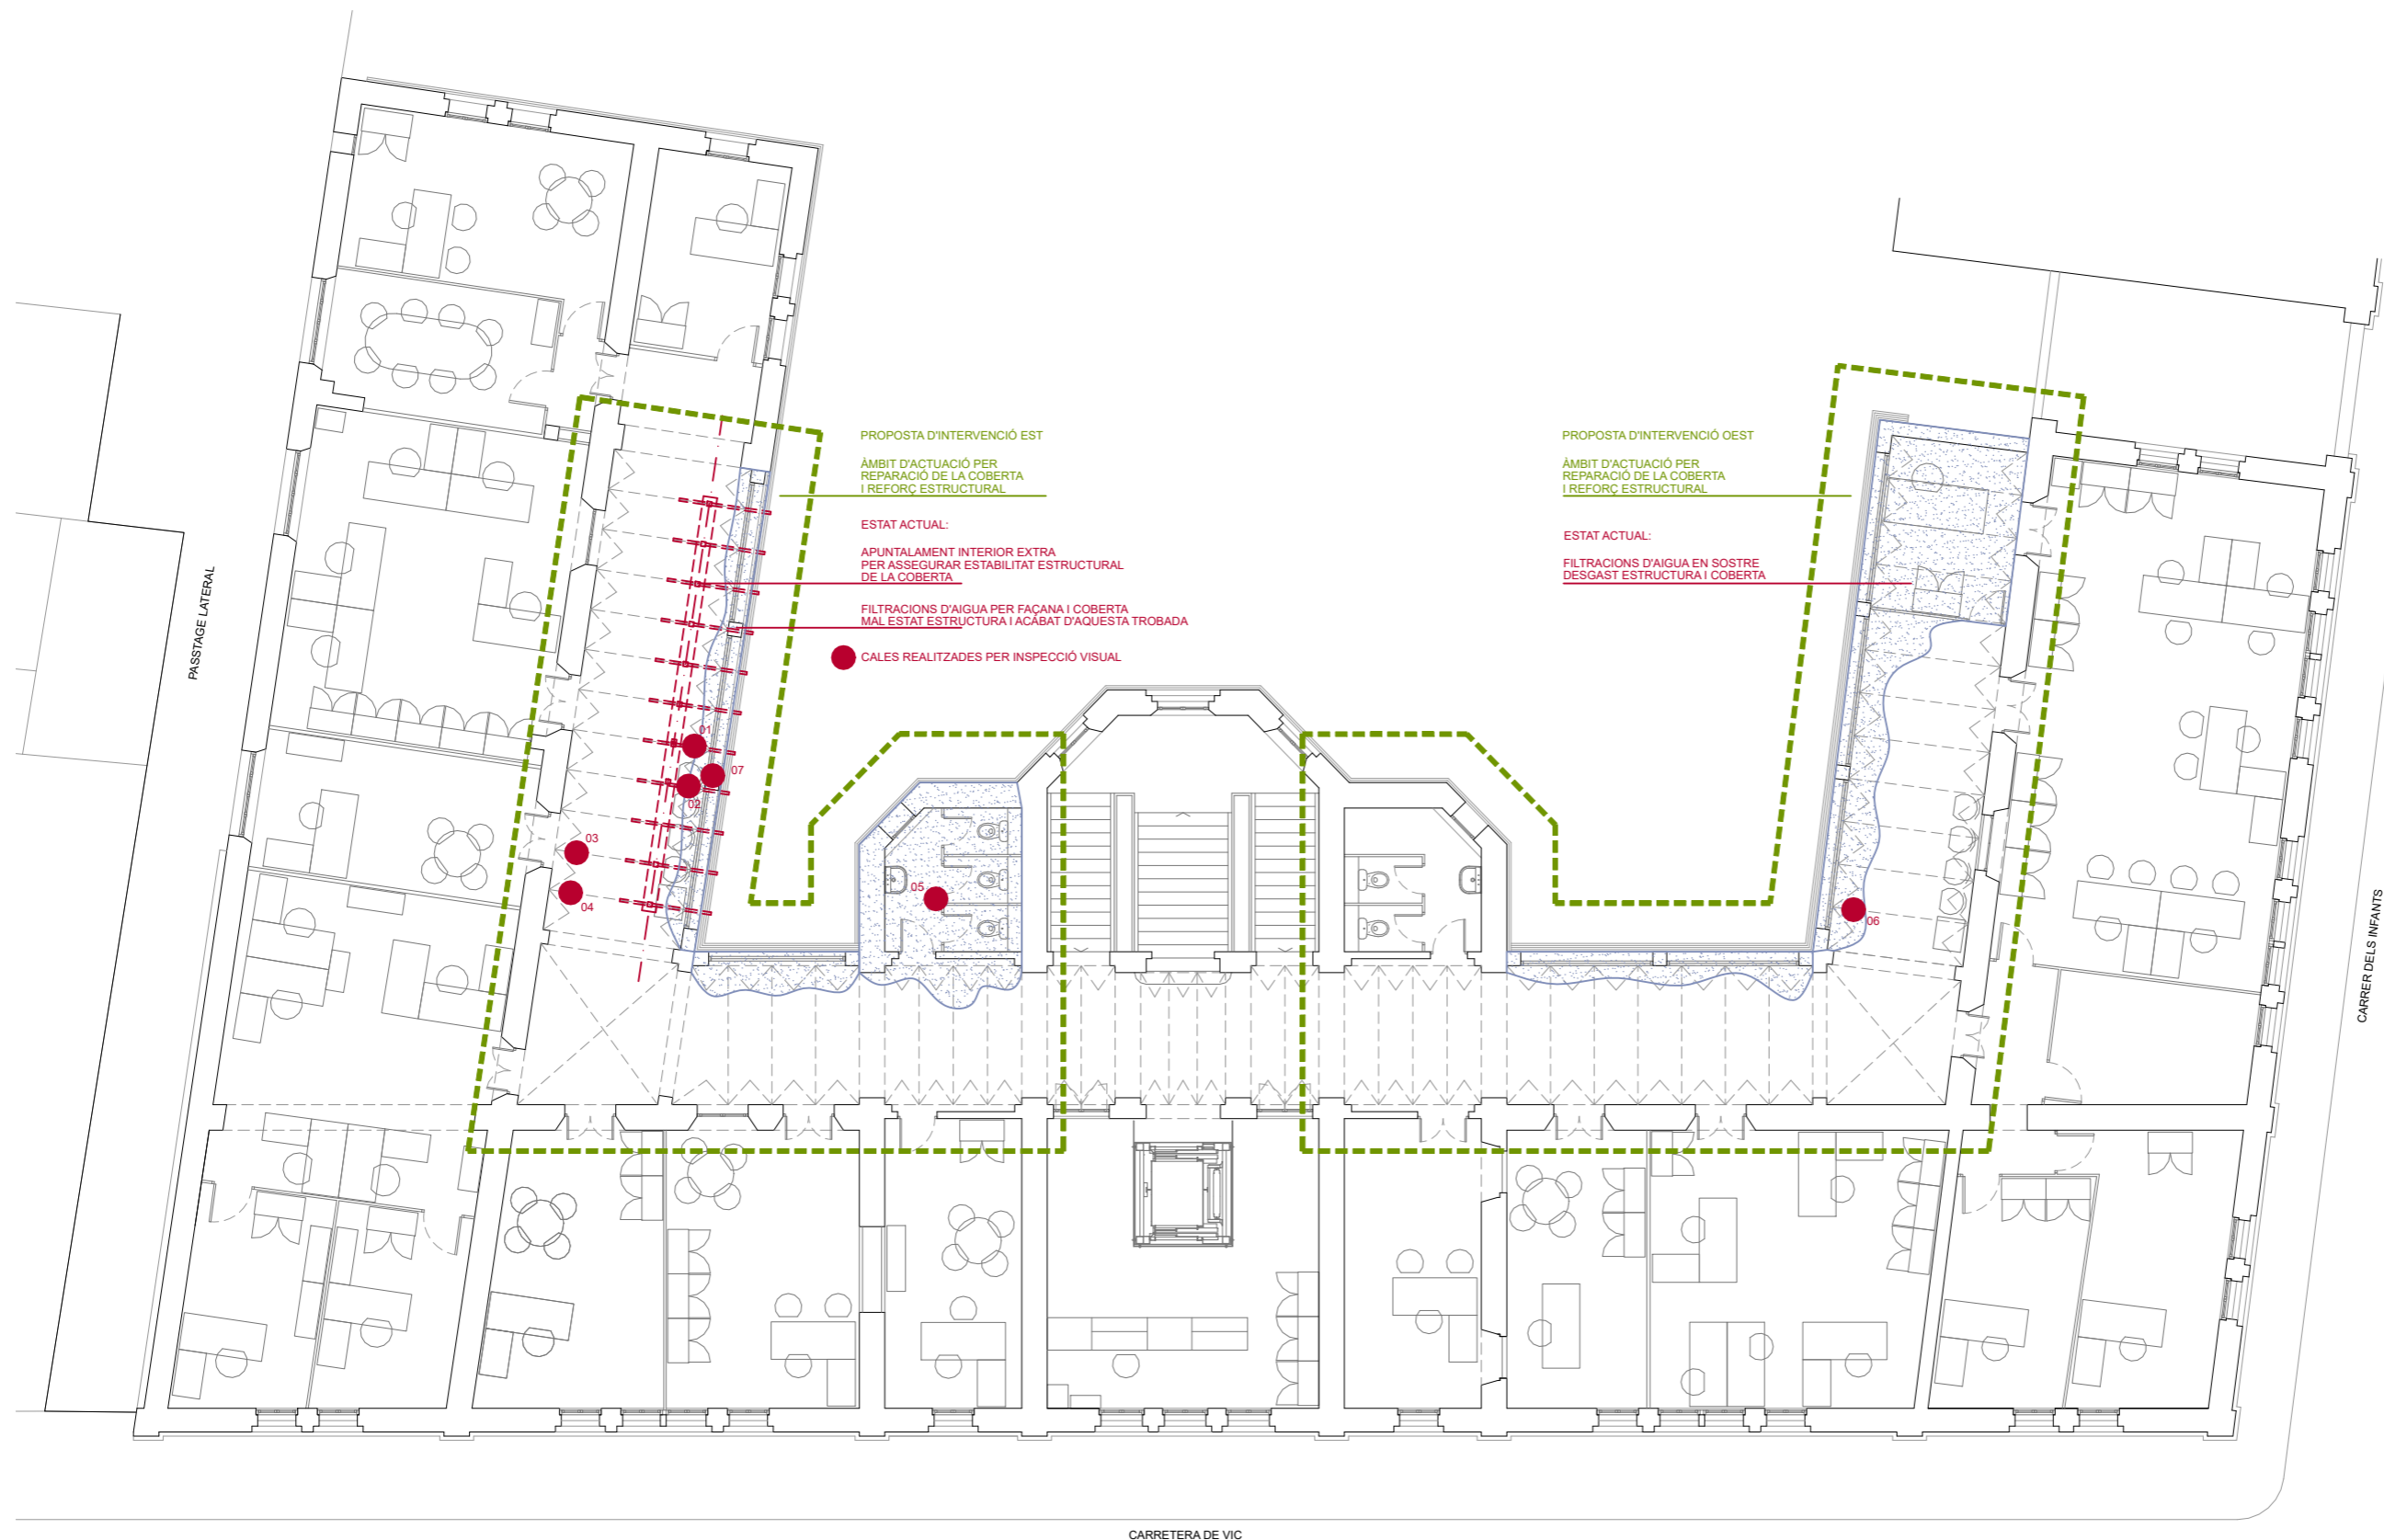 PROPOSTA D'INTERVENCIÓ EST
ÀMBIT D'ACTUACIÓ PER
REPARACIÓ DE LA COBERTA
I REFORÇ ESTRUCTURAL
ESTAT ACTUAL:
APUNTALAMENT INTERIOR EXTRA
PER ASSEGURAR ESTABILITAT ESTRUCTURAL
DE LA COBERTA
FILTRACIONS D'AIGUA PER FAÇANA I COBERTA
MAL ESTAT ESTRUCTURA I ACABAT D'AQUESTA TROBADA
CALES REALITZADES PER INSPECCIÓ VISUAL
PROPOSTA D'INTERVENCIÓ OEST
ÀMBIT D'ACTUACIÓ PER
REPARACIÓ DE LA COBERTA
I REFORÇ ESTRUCTURAL
ESTAT ACTUAL:
FILTRACIONS D'AIGUA EN SOSTRE
DESGAST ESTRUCTURA I COBERTA
PASSTAGE LATERAL
01
07
02
03
04
05
06
CARRER DELS INFANTS
CARRETERA DE VIC